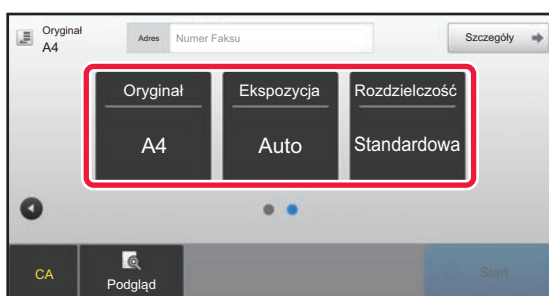 Oryginał
A4
Adres Numer Faksu
Szczegóły
Oryginał Ekspozycja Rozdzielczość
A4 Auto Standardowa
CA
Podgląd
Start